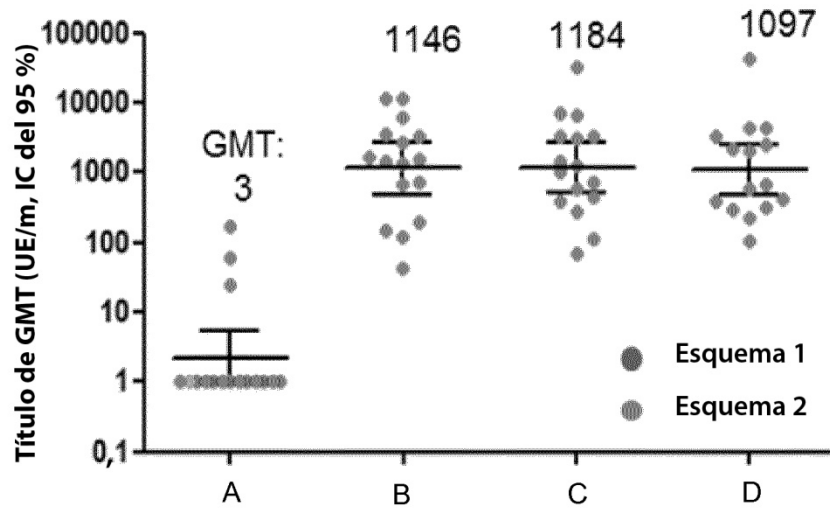 Título de GMT (UE/m, IC del 95 %)
100000
10000
1000
100
10
1
0,1
GMT:
3
1146
1184
1097
Esquema 1
Esquema 2
A
B
C
D